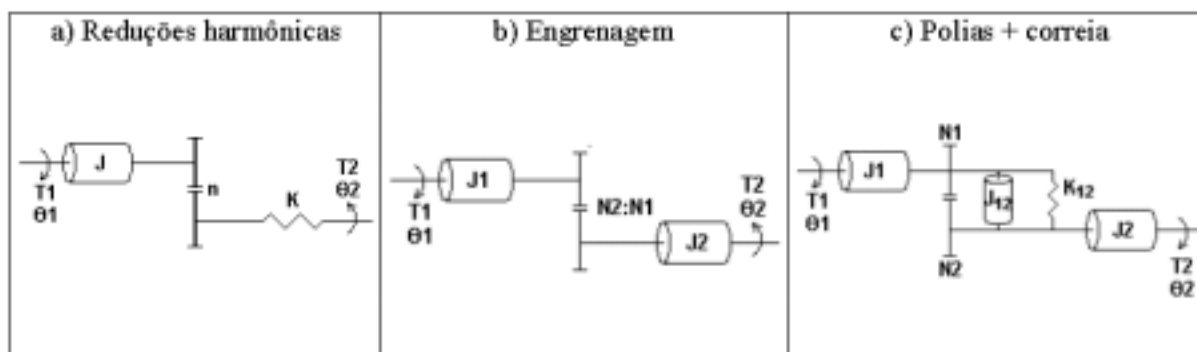 a) Reduções harmônicas
J
T1
θ1
n
K
T2
θ2
b) Engrenagem
J1
T1
θ1
N2:N1
T2
θ2
J2
c) Polias + correia
N1
J1
T1
θ1
J12
K12
J2
N2
T2
θ2